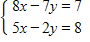 8x − 7y = 7
5x − 2y = 8